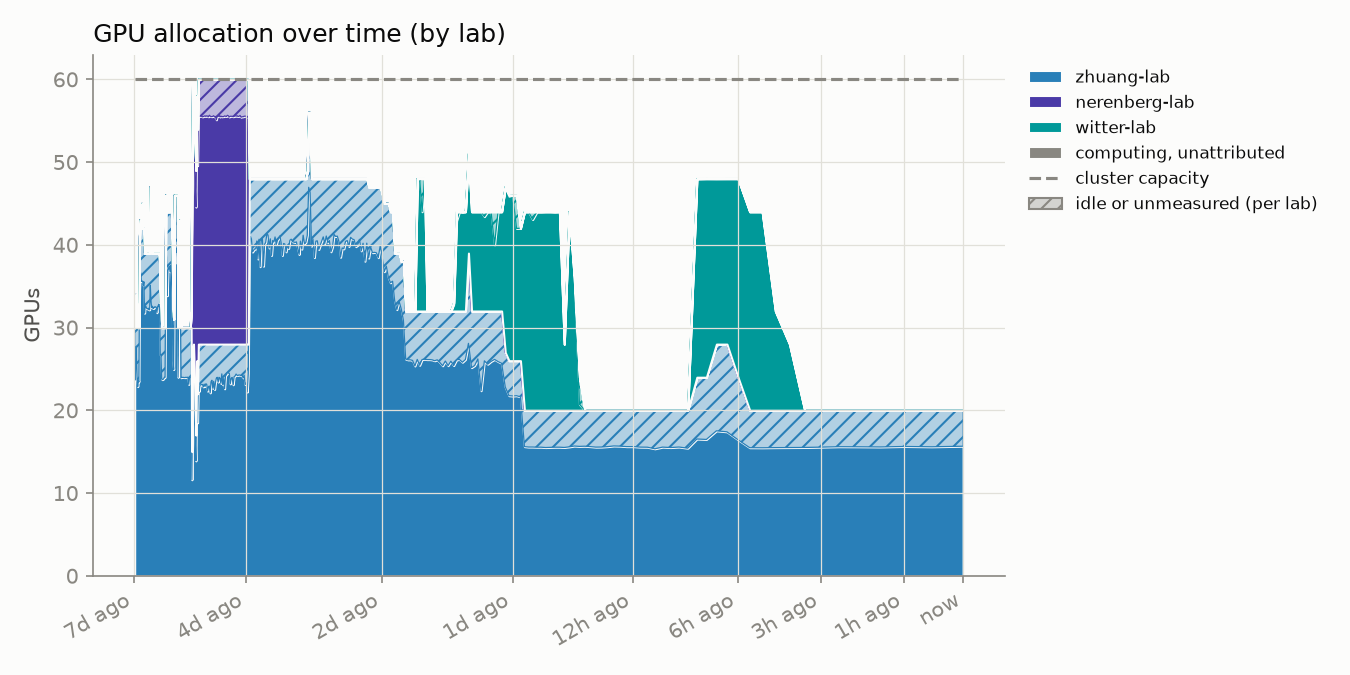 GPU allocation over time (by lab)
GPUs
60
50
40
30
20
10
0
7d ago
4d ago
2d ago
1d ago
12h ago
6h ago
3h ago
1h ago
now
zhuang-lab
nerenberg-lab
witter-lab
computing, unattributed
cluster capacity
idle or unmeasured (per lab)